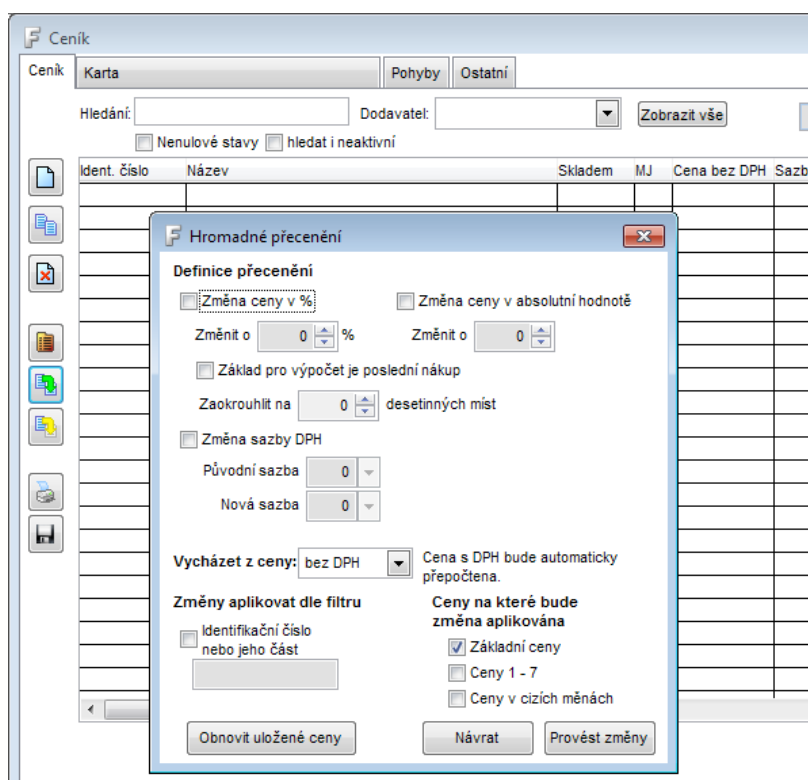 Ceník
Ceník Karta Pohyby Ostatní
Hledání: Dodavatel: Zobrazit vše
Nenulové stavy hledat i neaktivní
Ident. číslo Název Skladem MJ Cena bez DPH Sazb
Hromadné přecenění
Definice přecenění
Změna ceny v % Změna ceny v absolutní hodnotě
Změnit o 0 % Změnit o 0
Základ pro výpočet je poslední nákup
Zaokrouhlit na 0 desetinných míst
Změna sazby DPH
Původní sazba 0
Nová sazba 0
Vycházet z ceny: bez DPH Cena s DPH bude automaticky
přepočtena.
Změny aplikovat dle filtru Ceny na které bude
změna aplikována
Identifikační číslo
nebo jeho část
Základní ceny
Ceny 1 - 7
Ceny v cizích měnách
Obnovit uložené ceny Návrat Provést změny